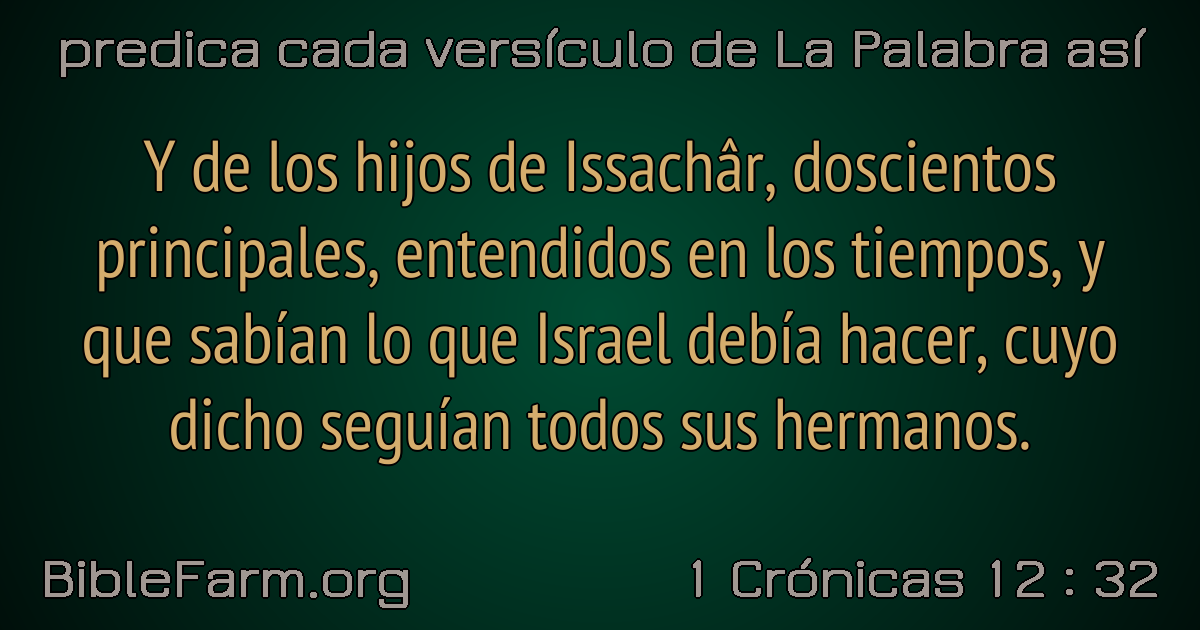 predica cada versículo de La Palabra así
Y de los hijos de Issachâr, doscientos
principales, entendidos en los tiempos, y
que sabían lo que Israel debía hacer, cuyo
dicho seguían todos sus hermanos.
BibleFarm.org
1 Crónicas 12 : 32